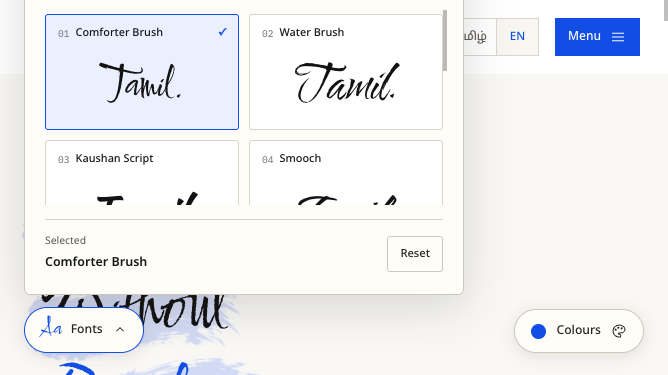 01 Comforter Brush ✓
Tamil.
02 Water Brush
Tamil.
03 Kaushan Script
04 Smooch
Selected
Comforter Brush
Reset
மிழ்
EN
Menu
Without
Aa Fonts
Colours